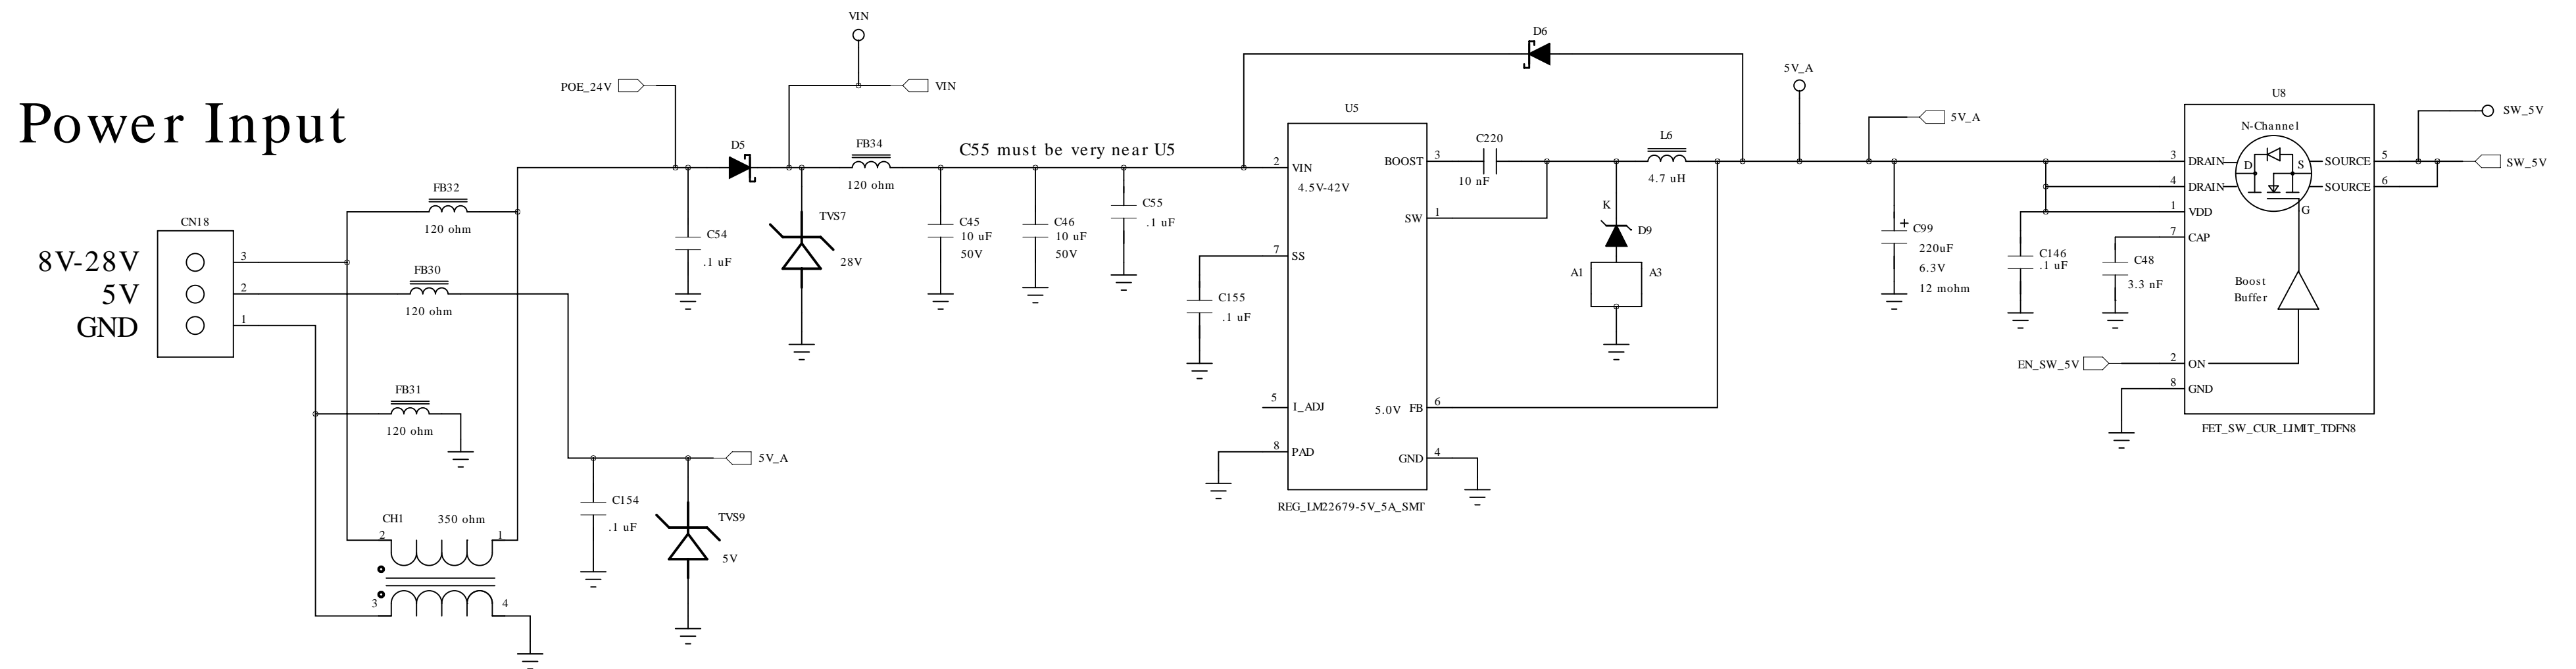 Power Input
CN18
8V-28V
5V
GND
3
2
1
FB32
120 ohm
FB30
120 ohm
FB31
120 ohm
CH1
350 ohm
2
1
3
4
POE_24V
D5
C54
.1 uF
VIN
VIN
TVS7
28V
FB34
120 ohm
C154
.1 uF
TVS9
5V
5V_A
C55 must be very near U5
C45
10 uF
50V
C46
10 uF
50V
C55
.1 uF
C155
.1 uF
D6
U5
2
VIN
4.5V-42V
7
SS
5
I_ADJ
8
PAD
BOOST
3
SW
1
5.0V
FB
6
GND
4
REG_LM22679-5V_5A_SMT
C220
10 nF
L6
4.7 uH
K
D9
A1
A3
5V_A
5V_A
C99
+
220uF
6.3V
12 mohm
C146
.1 uF
C48
3.3 nF
EN_SW_5V
U8
N-Channel
D
S
G
3
DRAIN
4
DRAIN
1
VDD
7
CAP
2
ON
8
GND
SOURCE
5
SOURCE
6
Boost
Buffer
FET_SW_CUR_LIMIT_TDFN8
SW_5V
SW_5V